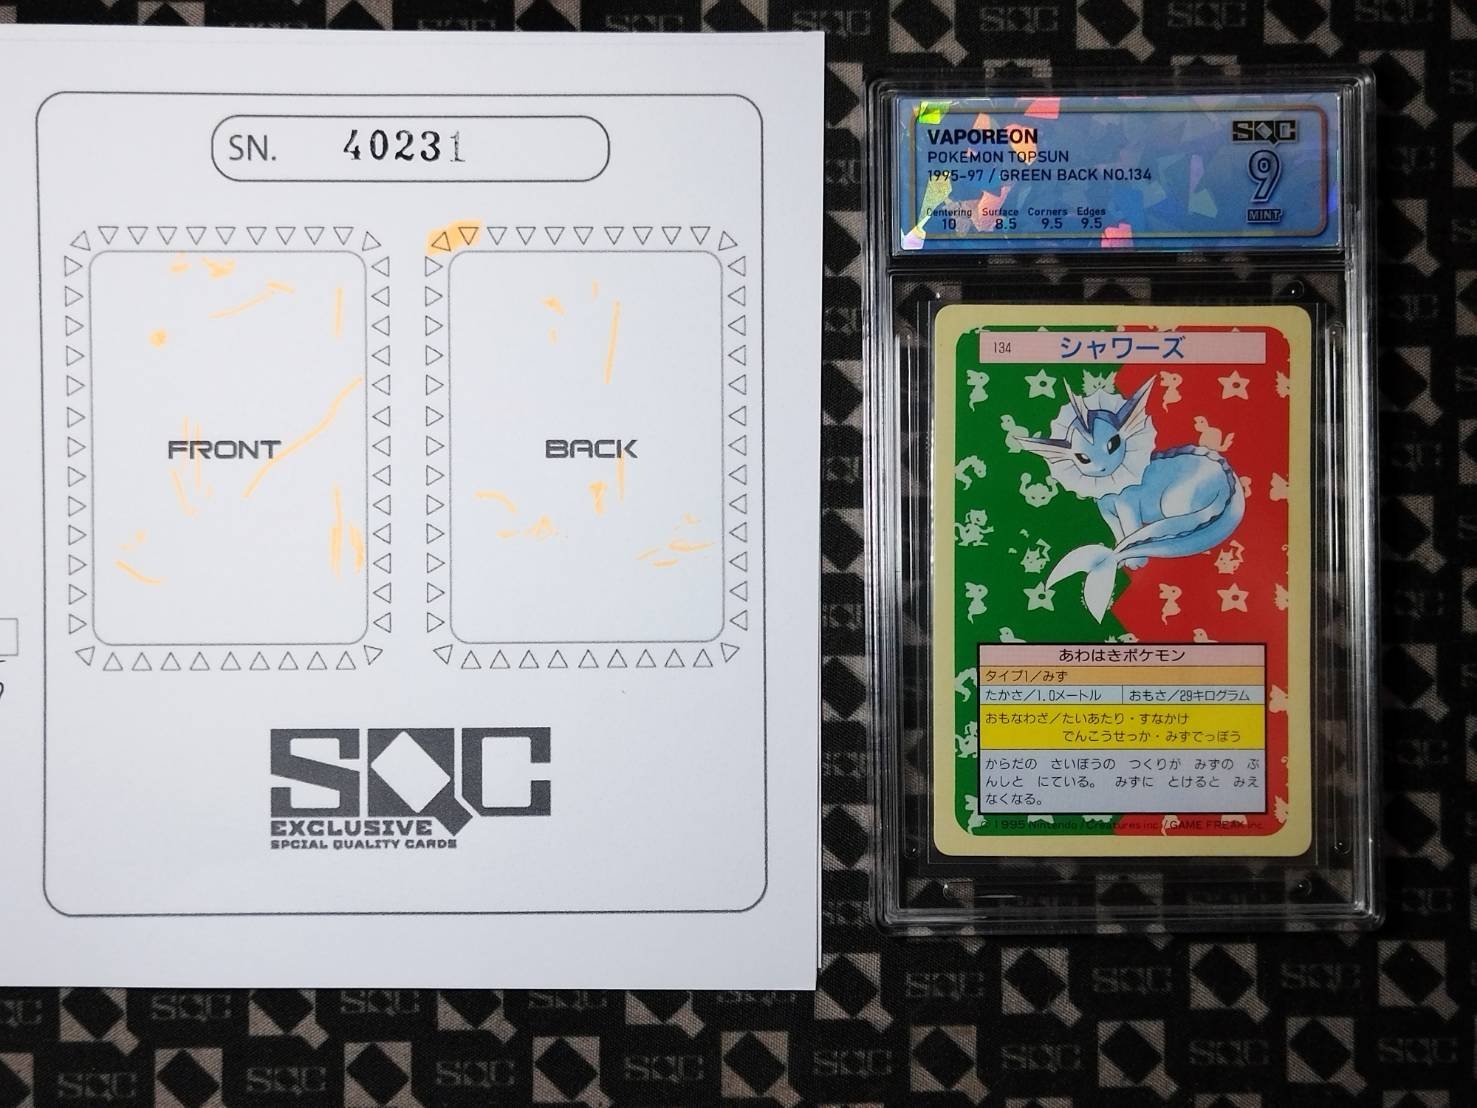 SN. 40231
FRONT
BACK
SQC
EXCLUSIVE
SPCIAL QUALITY CARDS
VAPOREON
POKEMON TOPSUN
1995-97 / GREEN BACK NO.134
Centering Surface Corners Edges
10 8.5 9.5 9.5
SQC
9
MINT
134 シャワーズ
あわはきポケモン
タイプ1/みず
たかさ/1.0メートル おもさ/29キログラム
おもなわざ/たいあたり・すなかけ
でんこうせっか・みずでっぽう
からだの さいぼうの つくりが みずの ぶ
んしと にている。 みずに とけると みえ
なくなる。
©1995 Nintendo/Creatures inc./GAME FREAK inc.